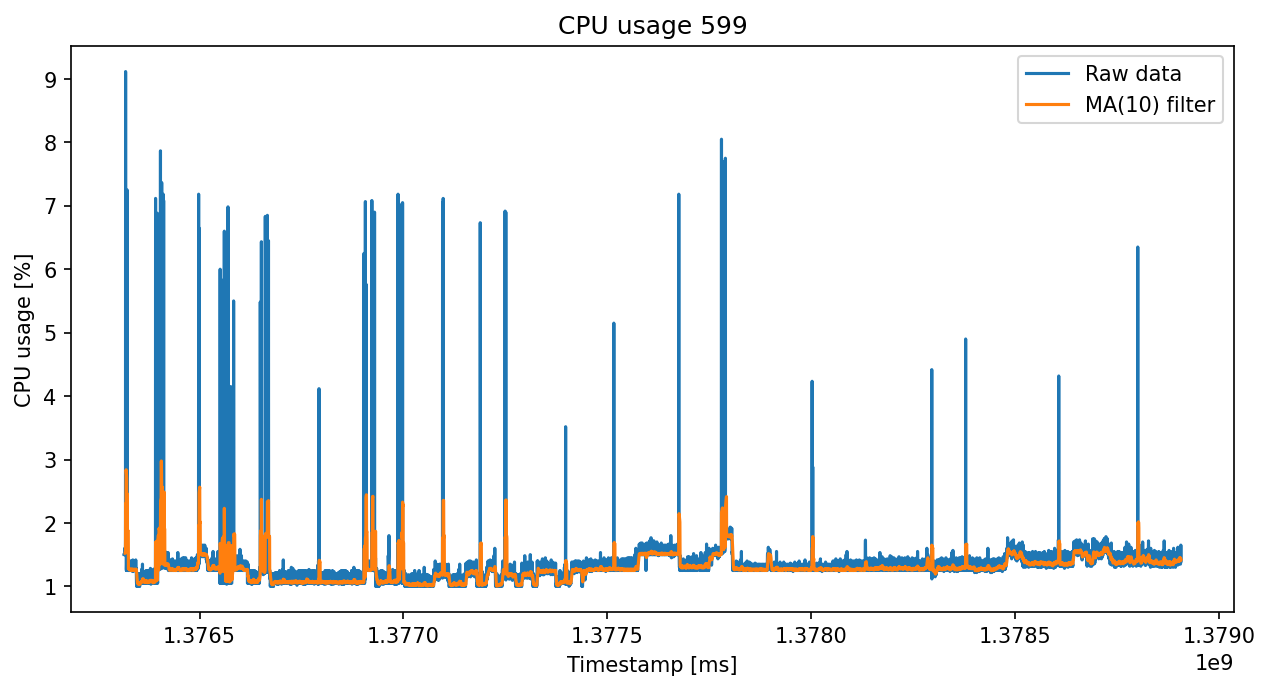 CPU usage 599
Raw data
MA(10) filter
CPU usage [%]
9
8
7
6
5
4
3
2
1
1.3765
1.3770
1.3775
1.3780
1.3785
1.3790
1e9
Timestamp [ms]